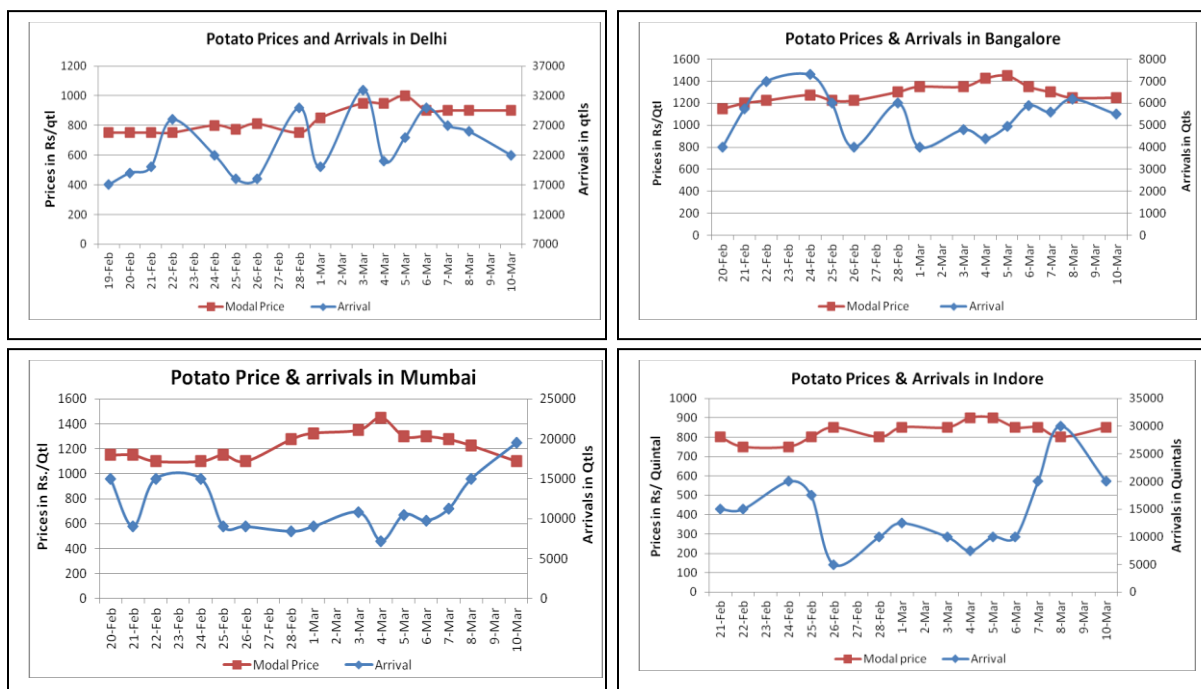 Potato Prices and Arrivals in Delhi
Prices in Rs/qtl
1200
1000
800
600
400
200
0
37000
32000
27000
22000
17000
12000
7000
Arrivals in qtls
19-Feb
20-Feb
21-Feb
22-Feb
23-Feb
24-Feb
25-Feb
26-Feb
27-Feb
28-Feb
1-Mar
2-Mar
3-Mar
4-Mar
5-Mar
6-Mar
7-Mar
8-Mar
9-Mar
10-Mar
Modal Price Arrival
Potato Prices & Arrivals in Bangalore
Prices in Rs/Qtl
1600
1400
1200
1000
800
600
400
200
0
8000
7000
6000
5000
4000
3000
2000
1000
0
Arrivals in Qtls
20-Feb
21-Feb
22-Feb
23-Feb
24-Feb
25-Feb
26-Feb
27-Feb
28-Feb
1-Mar
2-Mar
3-Mar
4-Mar
5-Mar
6-Mar
7-Mar
8-Mar
9-Mar
10-Mar
Modal Price Arrival
Potato Price & arrivals in Mumbai
Prices in Rs./Qtl
1600
1400
1200
1000
800
600
400
200
0
25000
20000
15000
10000
5000
0
Arrivals in Qtls
20-Feb
21-Feb
22-Feb
23-Feb
24-Feb
25-Feb
26-Feb
27-Feb
28-Feb
1-Mar
2-Mar
3-Mar
4-Mar
5-Mar
6-Mar
7-Mar
8-Mar
9-Mar
10-Mar
Modal Price Arrival
Potato Prices & Arrivals in Indore
Prices in Rs/ Quintal
1000
900
800
700
600
500
400
300
200
100
0
35000
30000
25000
20000
15000
10000
5000
0
Arrivals in Quintals
21-Feb
22-Feb
23-Feb
24-Feb
25-Feb
26-Feb
27-Feb
28-Feb
1-Mar
2-Mar
3-Mar
4-Mar
5-Mar
6-Mar
7-Mar
8-Mar
9-Mar
10-Mar
Modal price Arrival